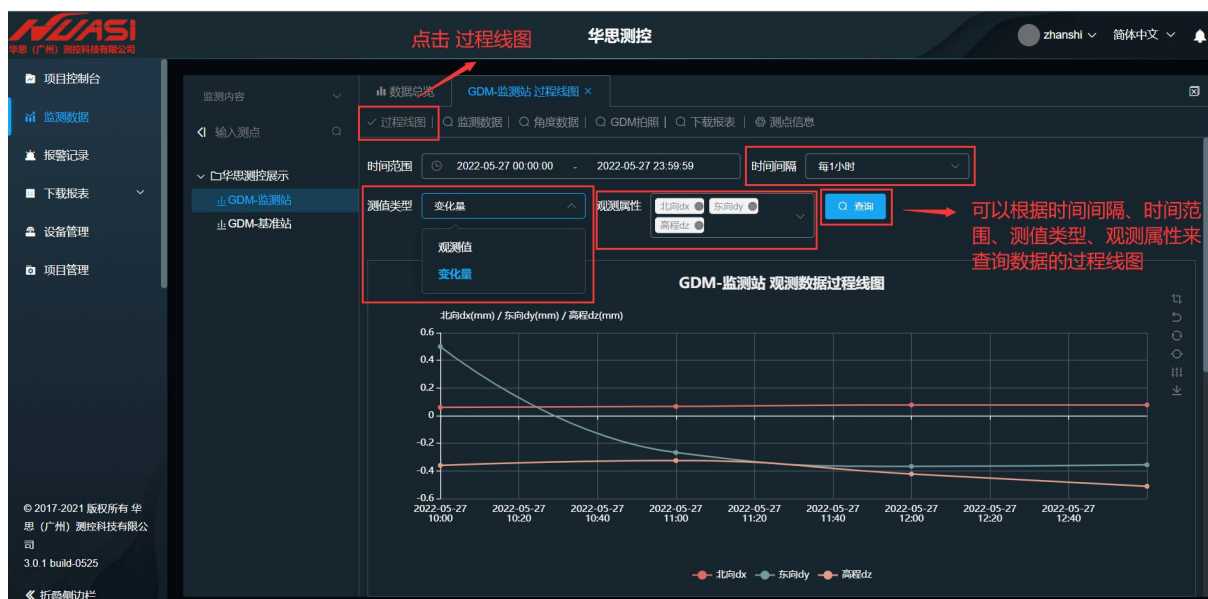 HUASI
华思（广州）测控科技有限公司
点击 过程线图
华思测控
zhanshi
简体中文
项目控制台
监测数据
报警记录
下载报表
设备管理
项目管理
© 2017-2021 版权所有 华
思（广州）测控科技有限公
司
3.0.1 build-0525
折叠侧边栏
监测内容
输入测点
华思测控展示
GDM-监测站
GDM-基准站
数据总览
GDM-监测站 过程线图 ×
过程线图 | 监测数据 | 角度数据 | GDM拍照 | 下载报表 | 测点信息
时间范围 2022-05-27 00:00:00 - 2022-05-27 23:59:59 时间间隔 每1小时
测值类型 变化量 观测属性 北向dx 东向dy
高程dz
查询
观测值
变化量
可以根据时间间隔、时间范
围、测值类型、观测属性来
查询数据的过程线图
GDM-监测站 观测数据过程线图
北向dx(mm) / 东向dy(mm) / 高程dz(mm)
0.6
0.4
0.2
0
-0.2
-0.4
-0.6
2022-05-27 2022-05-27 2022-05-27 2022-05-27 2022-05-27 2022-05-27 2022-05-27 2022-05-27 2022-05-27
10:00 10:20 10:40 11:00 11:20 11:40 12:00 12:20 12:40
北向dx 东向dy 高程dz